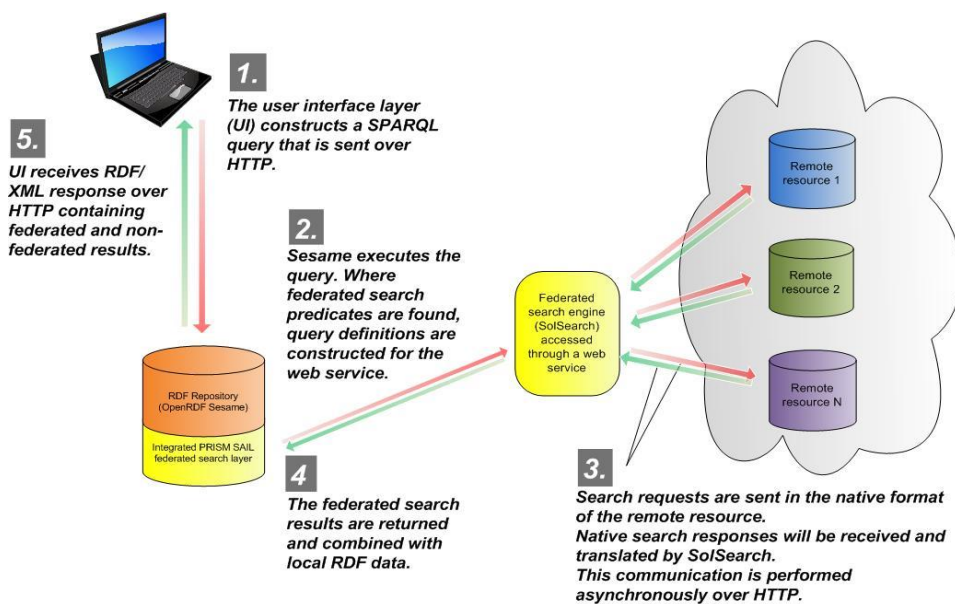 1.
The user interface layer
(UI) constructs a SPARQL
query that is sent over
HTTP.
5.
UI receives RDF/
XML response over
HTTP containing
federated and non-
federated results.
2.
Sesame executes the
query. Where
federated search
predicates are found,
query definitions are
constructed for the
web service.
RDF Repository
(OpenRDF Sesame)
Integrated PRISM SAIL
federated search layer
4
The federated search
results are returned
and combined with
local RDF data.
Federated
search engine
(SolSearch)
accessed
through a web
service
Remote
resource 1
Remote
resource 2
Remote
resource N
3.
Search requests are sent in the native format
of the remote resource.
Native search responses will be received and
translated by SolSearch.
This communication is performed
asynchronously over HTTP.